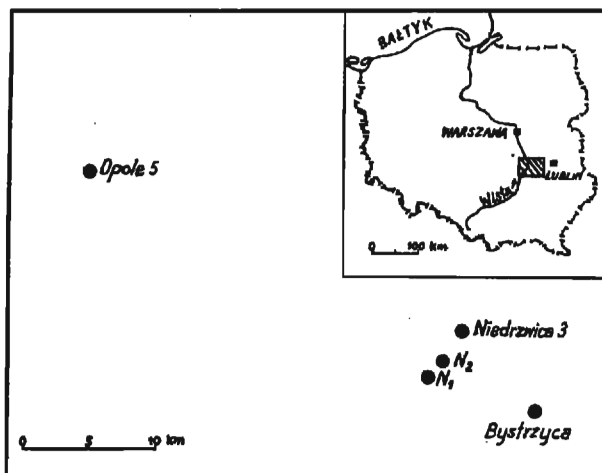 BAŁTYK
WARSZAWA
LUBLIN
Wisła
0 100 km
Opole 5
Niedrzwica 3
N2
N1
Bystrzyca
0 5 10 km